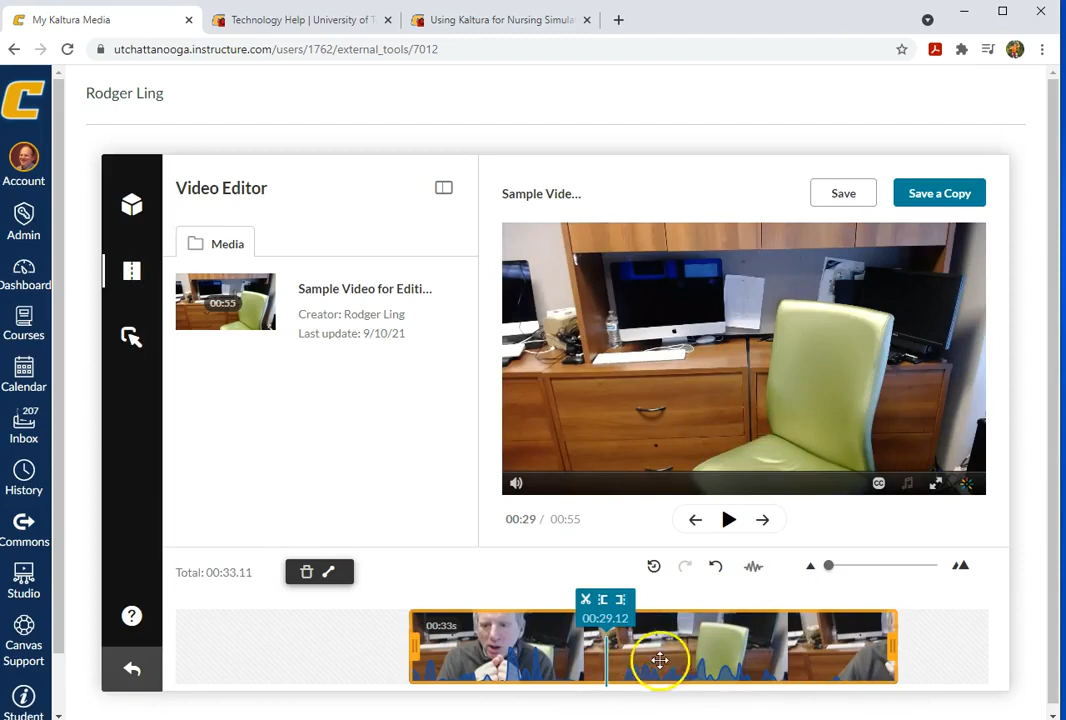 My Kaltura Media
Technology Help | University of T
Using Kaltura for Nursing Simula
utchattanooga.instructure.com/users/1762/external_tools/7012
C
Account
Admin
Dashboard
Courses
Calendar
207
Inbox
History
Commons
Studio
Canvas
Support
Student
Rodger Ling
Video Editor
Media
00:55
Sample Video for Editi...
Creator: Rodger Ling
Last update: 9/10/21
Sample Vide...
Save
Save a Copy
CC
00:29 / 00:55
Total: 00:33.11
00:29.12
00:33s
?